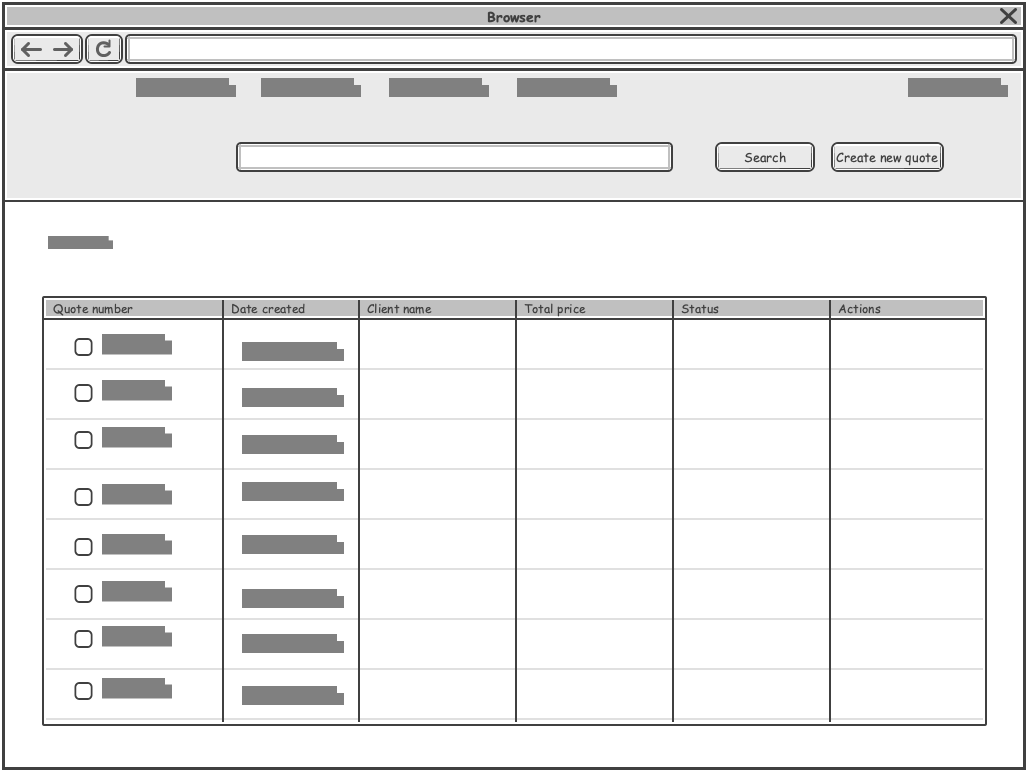 Browser
Search
Create new quote
Quote number
Date created
Client name
Total price
Status
Actions